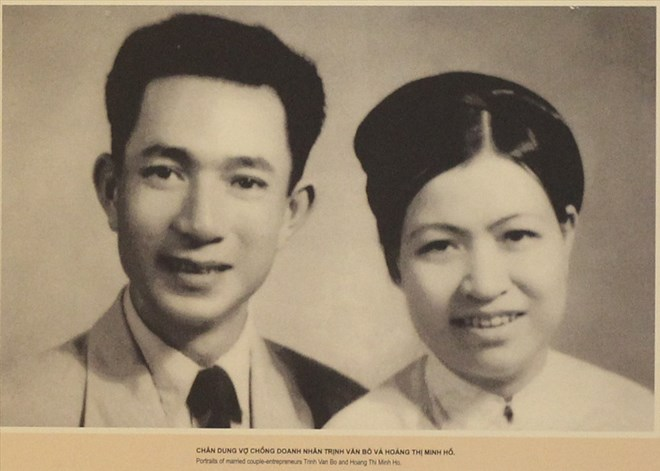 CHÂN DUNG VỢ CHỒNG DOANH NHÂN TRỊNH VĂN BÔ VÀ HOÀNG THỊ MINH HỒ.
Portraits of married couple-entrepreneurs Trinh Van Bo and Hoang Thi Minh Ho.